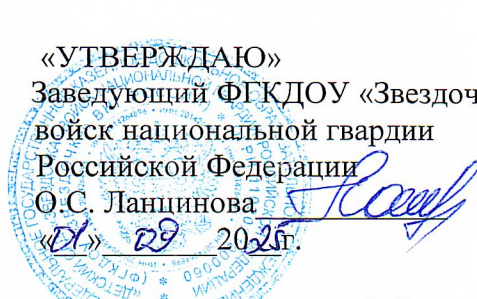 «УТВЕРЖДАЮ»
Заведующий ФГКДОУ «Звездоч
войск национальной гвардии
Российской Федерации
О.С. Ланцинова
«01» 09 2025г.